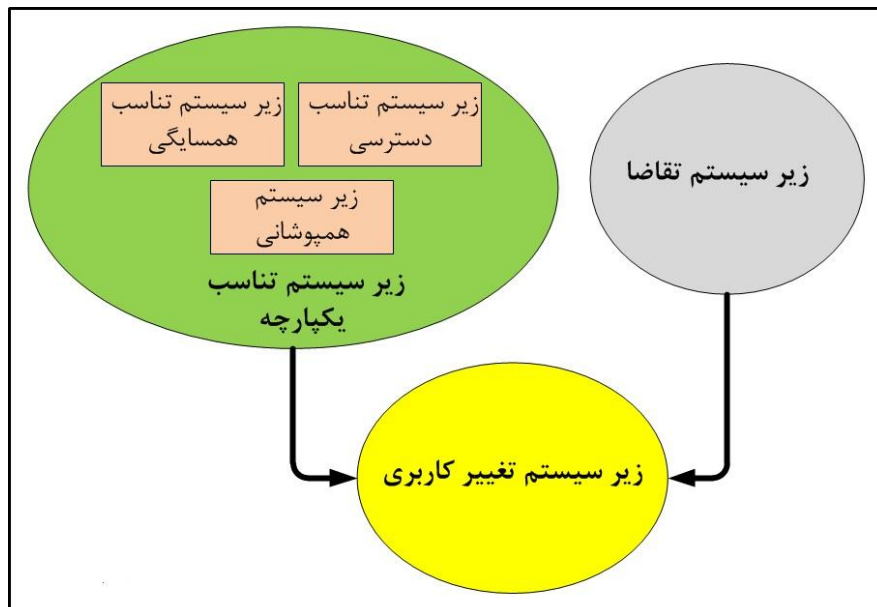 زیر سیستم تناسب
دسترسی
زیر سیستم تناسب
همسایگی
زیر سیستم
همپوشانی
زیر سیستم تناسب
یکپارچه
زیر سیستم تقاضا
زیر سیستم تغییر کاربری